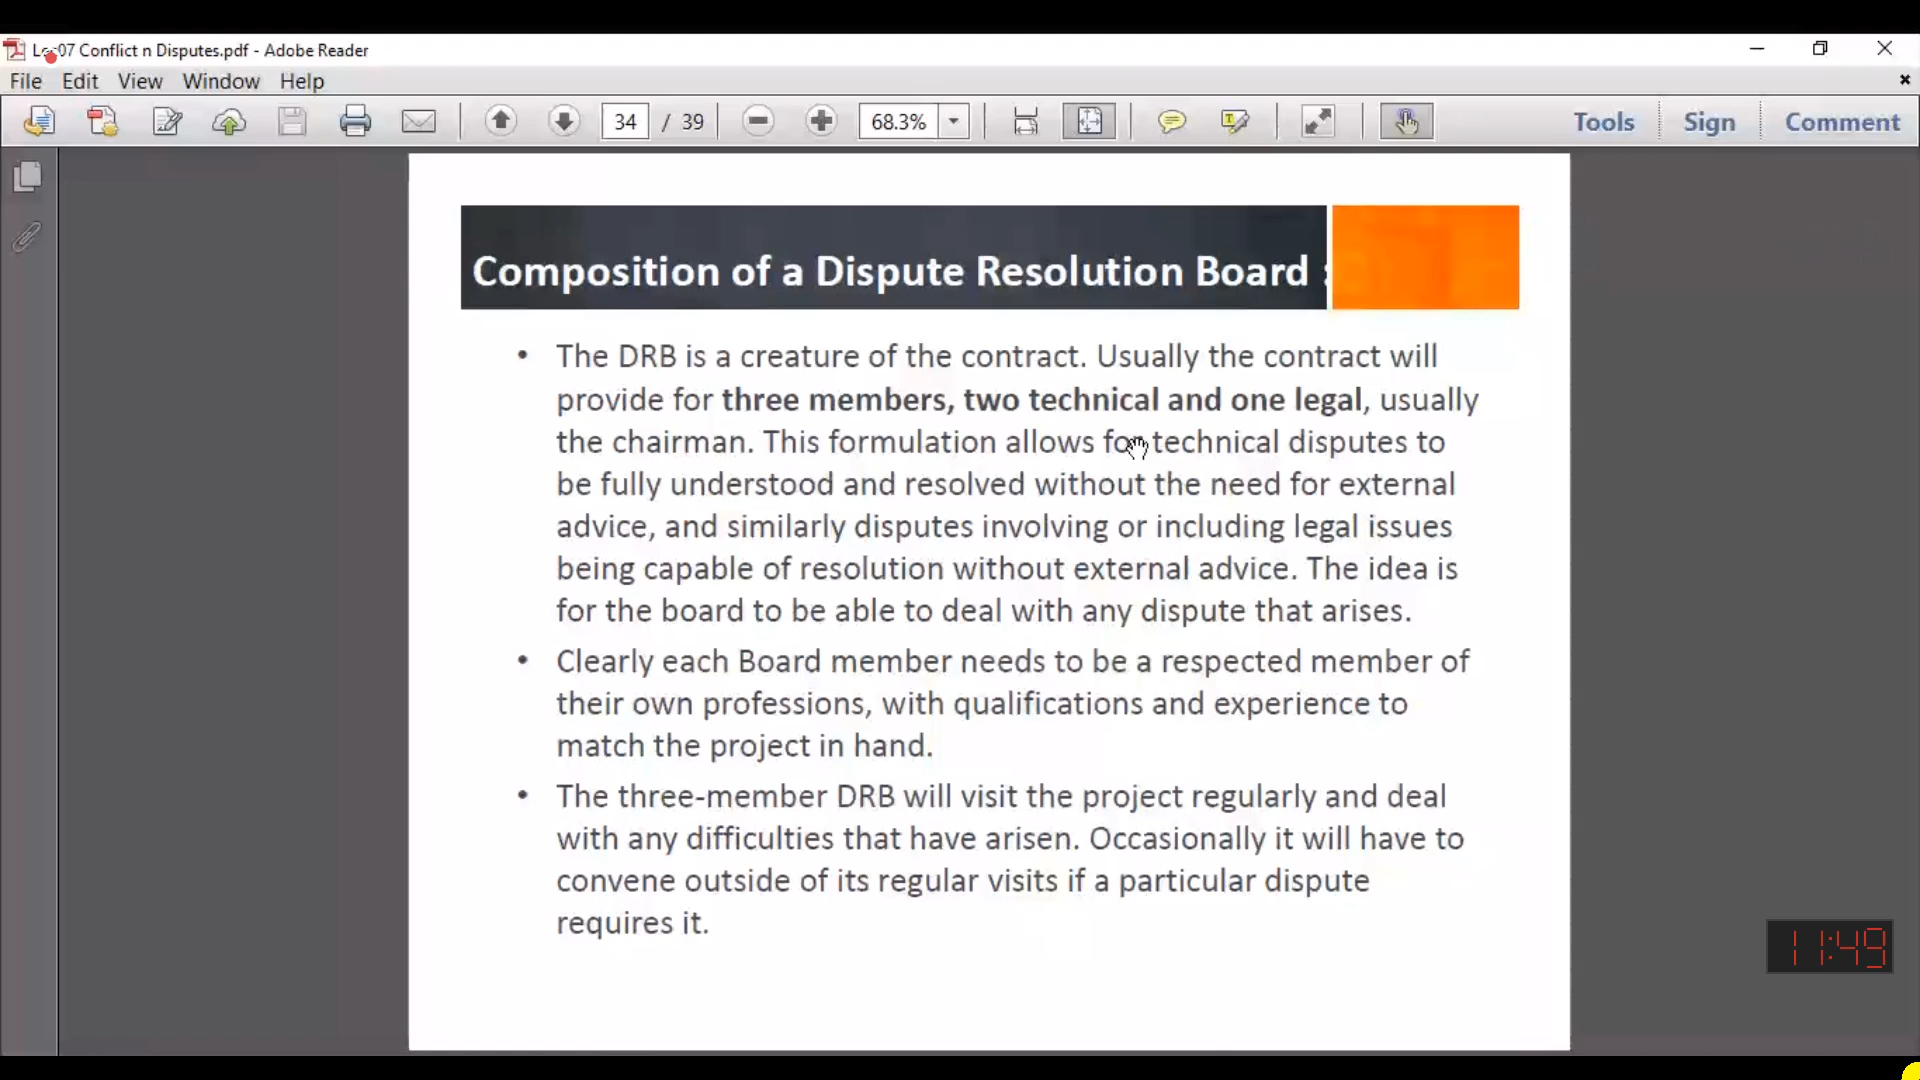 Lec07 Conflict n Disputes.pdf - Adobe Reader
File Edit View Window Help
34 / 39 68.3% Tools Sign Comment
Composition of a Dispute Resolution Board :
• The DRB is a creature of the contract. Usually the contract will
provide for three members, two technical and one legal, usually
the chairman. This formulation allows for technical disputes to
be fully understood and resolved without the need for external
advice, and similarly disputes involving or including legal issues
being capable of resolution without external advice. The idea is
for the board to be able to deal with any dispute that arises.
• Clearly each Board member needs to be a respected member of
their own professions, with qualifications and experience to
match the project in hand.
• The three-member DRB will visit the project regularly and deal
with any difficulties that have arisen. Occasionally it will have to
convene outside of its regular visits if a particular dispute
requires it.
11:49